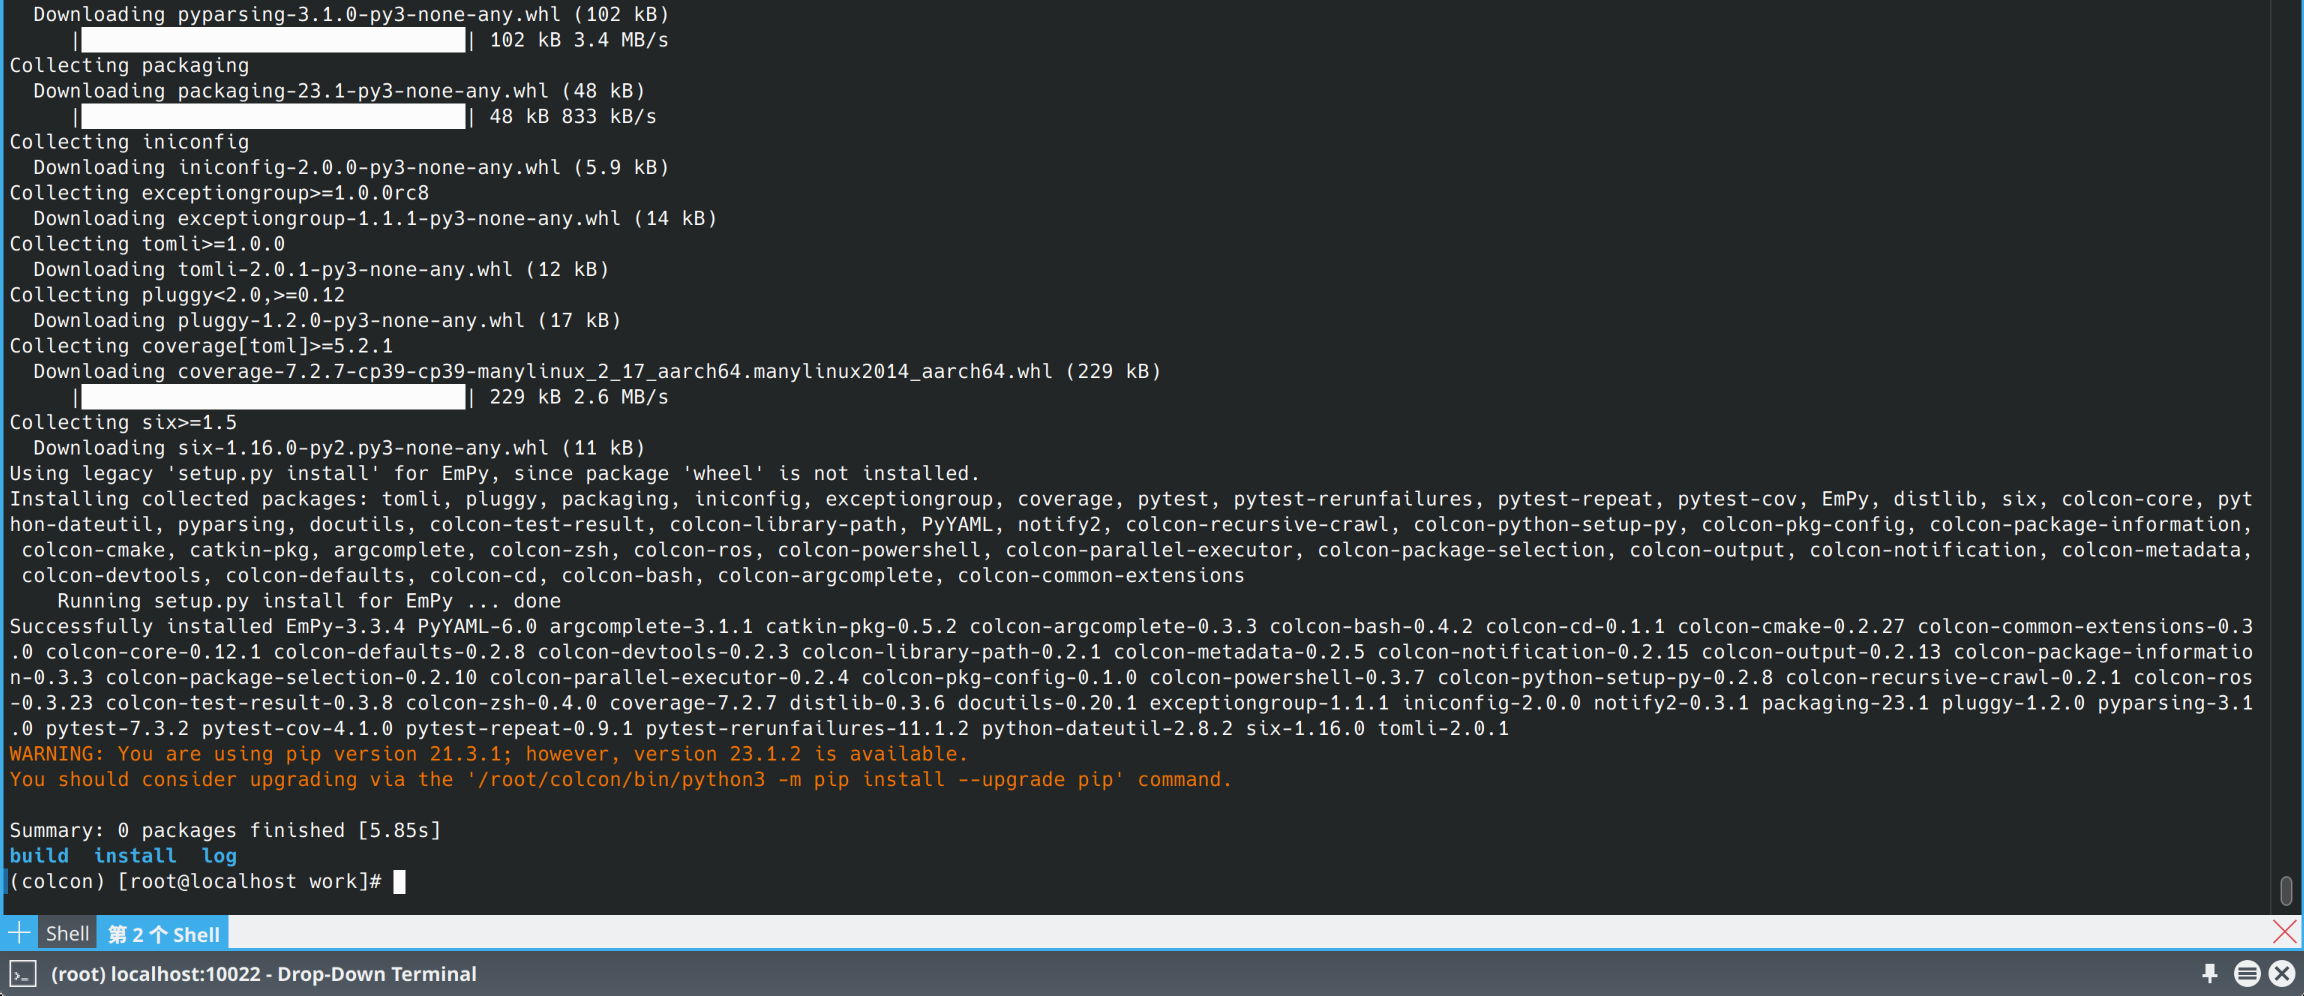 Downloading pyparsing-3.1.0-py3-none-any.whl (102 kB)
     |                                | 102 kB 3.4 MB/s
Collecting packaging
  Downloading packaging-23.1-py3-none-any.whl (48 kB)
     |                                | 48 kB 833 kB/s
Collecting iniconfig
  Downloading iniconfig-2.0.0-py3-none-any.whl (5.9 kB)
Collecting exceptiongroup>=1.0.0rc8
  Downloading exceptiongroup-1.1.1-py3-none-any.whl (14 kB)
Collecting tomli>=1.0.0
  Downloading tomli-2.0.1-py3-none-any.whl (12 kB)
Collecting pluggy<2.0,>=0.12
  Downloading pluggy-1.2.0-py3-none-any.whl (17 kB)
Collecting coverage[toml]>=5.2.1
  Downloading coverage-7.2.7-cp39-cp39-manylinux_2_17_aarch64.manylinux2014_aarch64.whl (229 kB)
     |                                | 229 kB 2.6 MB/s
Collecting six>=1.5
  Downloading six-1.16.0-py2.py3-none-any.whl (11 kB)
Using legacy 'setup.py install' for EmPy, since package 'wheel' is not installed.
Installing collected packages: tomli, pluggy, packaging, iniconfig, exceptiongroup, coverage, pytest, pytest-rerunfailures, pytest-repeat, pytest-cov, EmPy, distlib, six, colcon-core, pyt
hon-dateutil, pyparsing, docutils, colcon-test-result, colcon-library-path, PyYAML, notify2, colcon-recursive-crawl, colcon-python-setup-py, colcon-pkg-config, colcon-package-information,
 colcon-cmake, catkin-pkg, argcomplete, colcon-zsh, colcon-ros, colcon-powershell, colcon-parallel-executor, colcon-package-selection, colcon-output, colcon-notification, colcon-metadata,
 colcon-devtools, colcon-defaults, colcon-cd, colcon-bash, colcon-argcomplete, colcon-common-extensions
    Running setup.py install for EmPy ... done
Successfully installed EmPy-3.3.4 PyYAML-6.0 argcomplete-3.1.1 catkin-pkg-0.5.2 colcon-argcomplete-0.3.3 colcon-bash-0.4.2 colcon-cd-0.1.1 colcon-cmake-0.2.27 colcon-common-extensions-0.3
.0 colcon-core-0.12.1 colcon-defaults-0.2.8 colcon-devtools-0.2.3 colcon-library-path-0.2.1 colcon-metadata-0.2.5 colcon-notification-0.2.15 colcon-output-0.2.13 colcon-package-informatio
n-0.3.3 colcon-package-selection-0.2.10 colcon-parallel-executor-0.2.4 colcon-pkg-config-0.1.0 colcon-powershell-0.3.7 colcon-python-setup-py-0.2.8 colcon-recursive-crawl-0.2.1 colcon-ros
-0.3.23 colcon-test-result-0.3.8 colcon-zsh-0.4.0 coverage-7.2.7 distlib-0.3.6 docutils-0.20.1 exceptiongroup-1.1.1 iniconfig-2.0.0 notify2-0.3.1 packaging-23.1 pluggy-1.2.0 pyparsing-3.1
.0 pytest-7.3.2 pytest-cov-4.1.0 pytest-repeat-0.9.1 pytest-rerunfailures-11.1.2 python-dateutil-2.8.2 six-1.16.0 tomli-2.0.1
WARNING: You are using pip version 21.3.1; however, version 23.1.2 is available.
You should consider upgrading via the '/root/colcon/bin/python3 -m pip install --upgrade pip' command.

Summary: 0 packages finished [5.85s]
build  install  log
(colcon) [root@localhost work]#
Shell 第 2 个 Shell
(root) localhost:10022 - Drop-Down Terminal